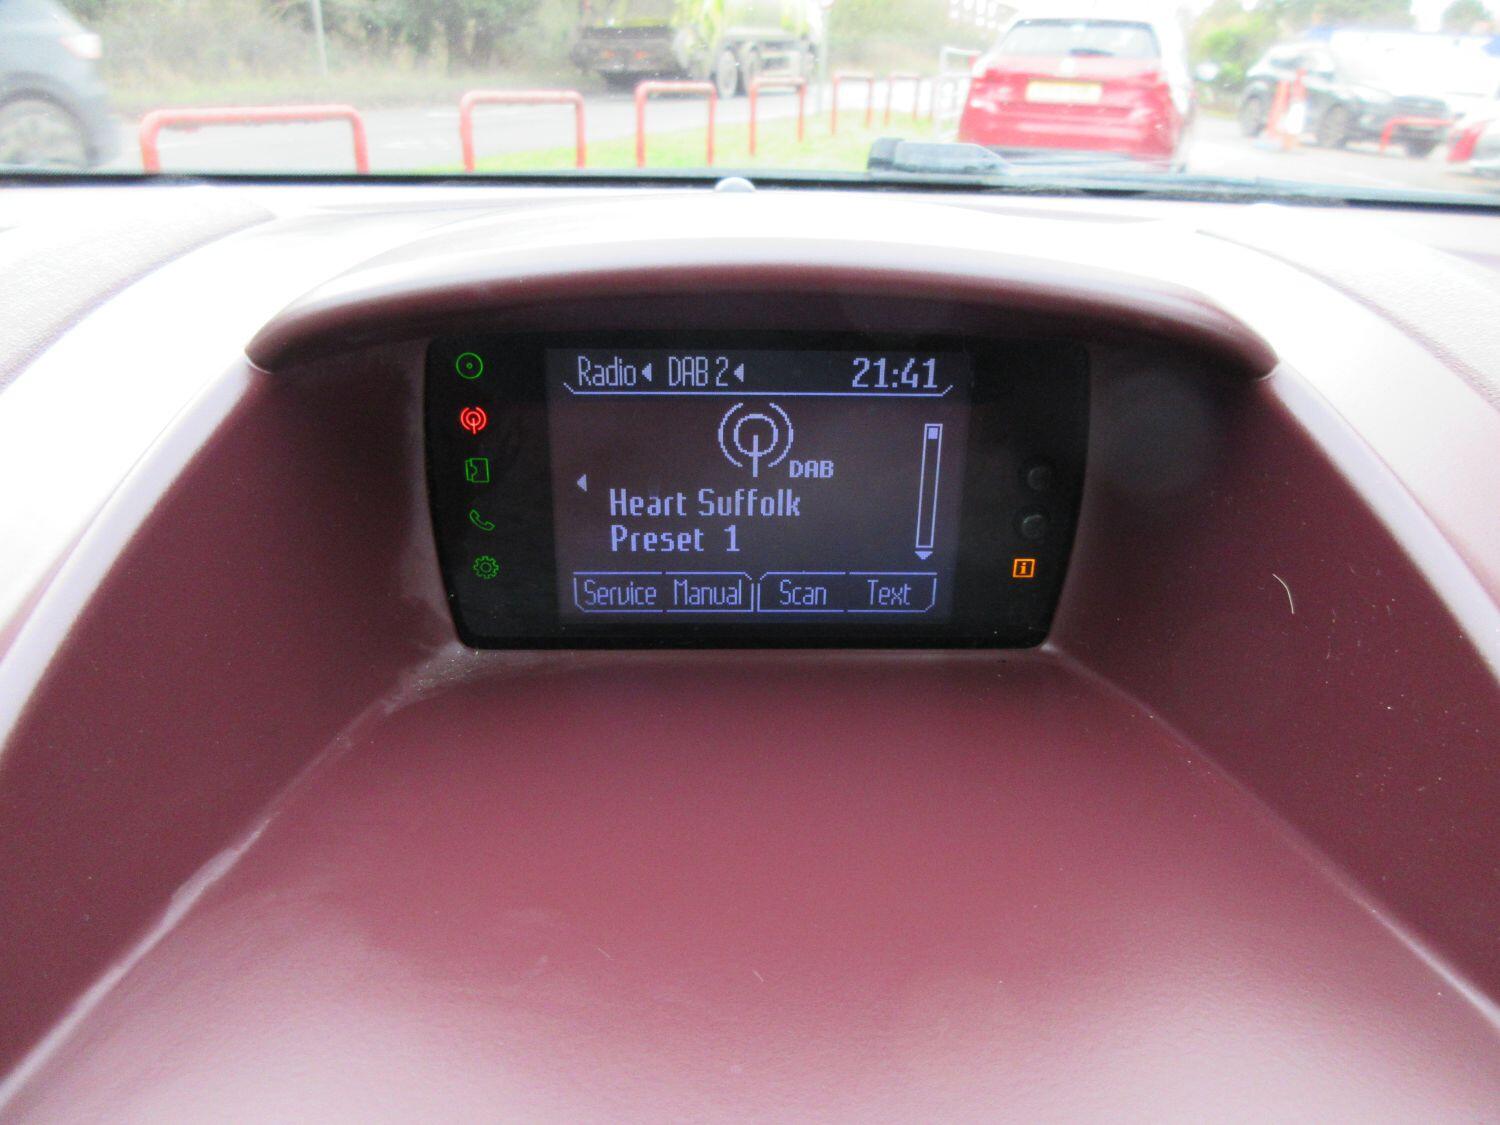 Radio DAB 2 21:41
DAB
Heart Suffolk
Preset 1
Service Manual Scan Text